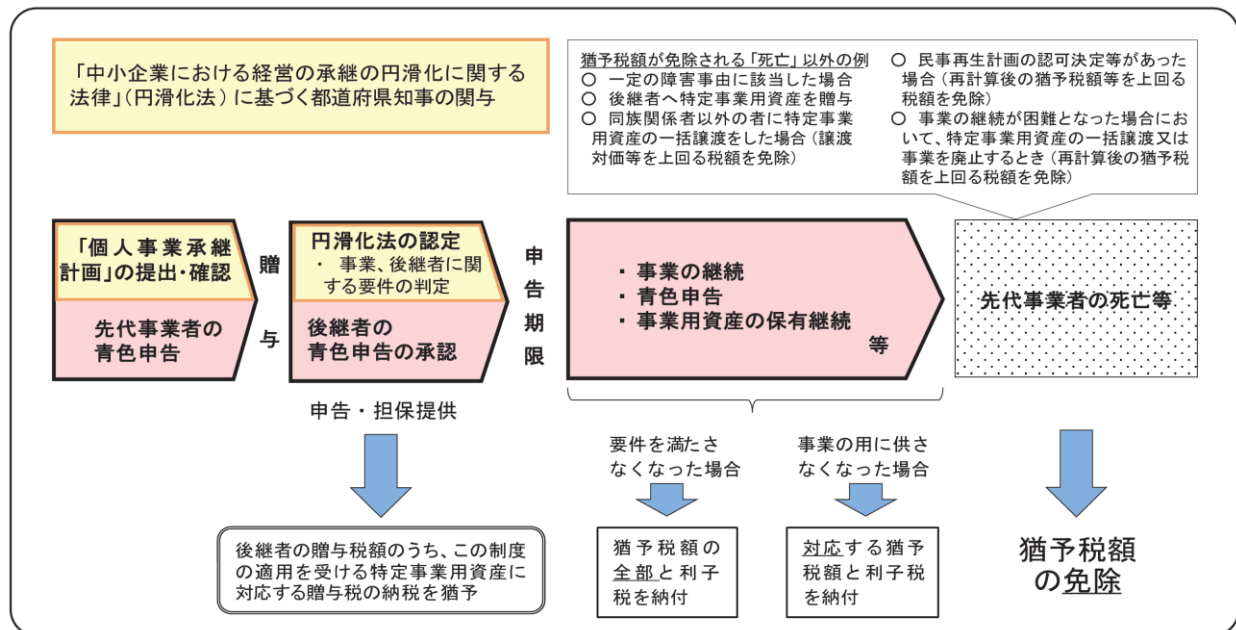 「中小企業における経営の承継の円滑化に関する
法律」（円滑化法）に基づく都道府県知事の関与
猶予税額が免除される「死亡」以外の例
○ 一定の障害事由に該当した場合
○ 後継者へ特定事業用資産を贈与
○ 同族関係者以外の者に特定事業
用資産の一括譲渡をした場合（譲渡
対価等を上回る税額を免除）
○ 民事再生計画の認可決定等があった
場合（再計算後の猶予税額等を上回る
税額を免除）
○ 事業の継続が困難となった場合にお
いて、特定事業用資産の一括譲渡又は
事業を廃止するとき（再計算後の猶予税
額を上回る税額を免除）
「個人事業承継
計画」の提出・確認
先代事業者の
青色申告
贈与
円滑化法の認定
・ 事業、後継者に関
する要件の判定
後継者の
青色申告の承認
申告期限
・ 事業の継続
・ 青色申告
・ 事業用資産の保有継続
等
先代事業者の死亡等
申告・担保提供
要件を満たさ
なくなった場合
事業の用に供さ
なくなった場合
後継者の贈与税額のうち、この制度
の適用を受ける特定事業用資産に
対応する贈与税の納税を猶予
猶予税額の
全部と利子
税を納付
対応する猶予
税額と利子税
を納付
猶予税額
の免除